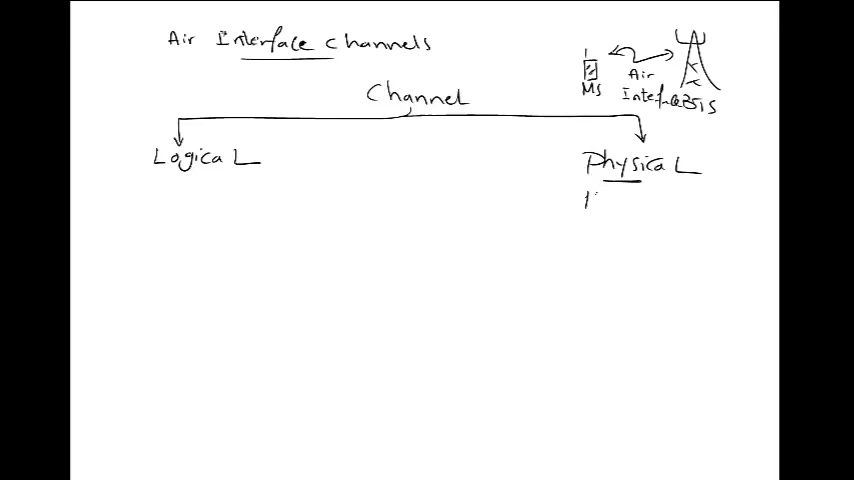 Air Interface channels
MS
Air
Interface
BTS
Channel
Logical
Physical